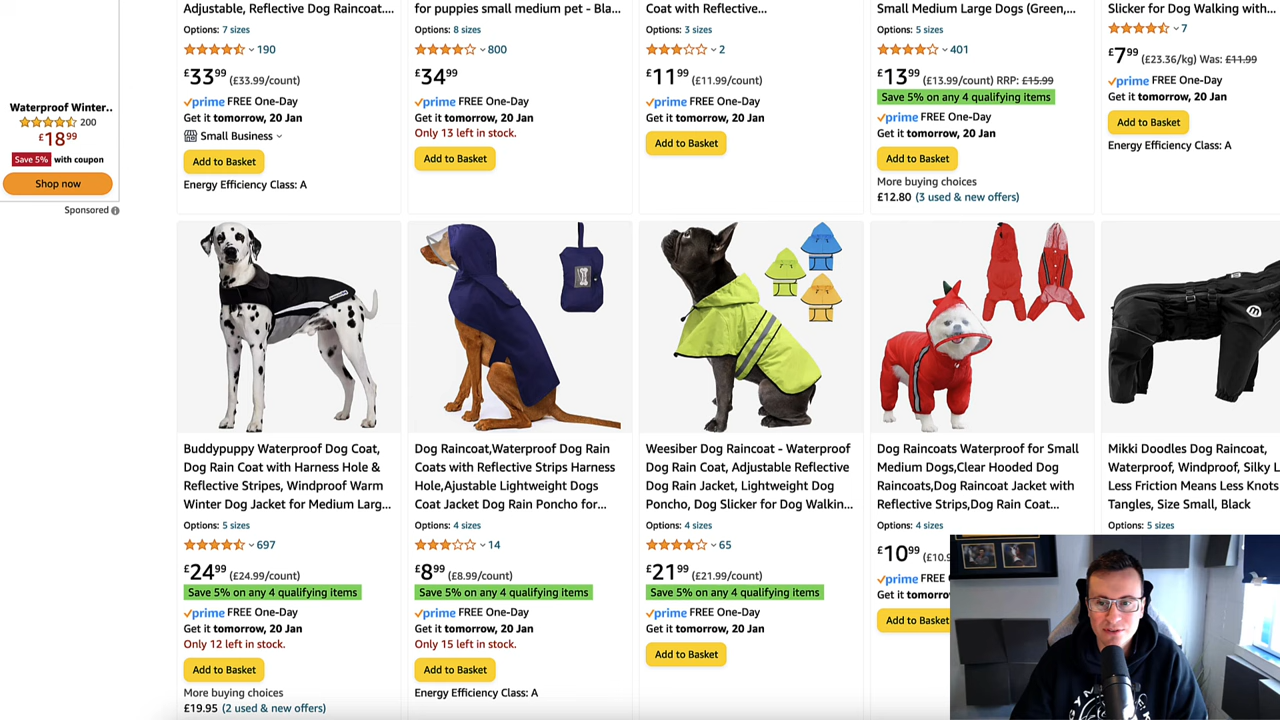 Adjustable, Reflective Dog Raincoat....
Options: 7 sizes
190
£33.99 (£33.99/count)
prime FREE One-Day
Get it tomorrow, 20 Jan
Small Business
Add to Basket
Energy Efficiency Class: A
for puppies small medium pet - Bla...
Options: 8 sizes
800
£34.99
prime FREE One-Day
Get it tomorrow, 20 Jan
Only 13 left in stock.
Add to Basket
Coat with Reflective...
Options: 3 sizes
2
£11.99 (£11.99/count)
prime FREE One-Day
Get it tomorrow, 20 Jan
Add to Basket
Small Medium Large Dogs (Green,...
Options: 5 sizes
401
£13.99 (£13.99/count) RRP: £15.99
Save 5% on any 4 qualifying items
prime FREE One-Day
Get it tomorrow, 20 Jan
Add to Basket
More buying choices
£12.80 (3 used & new offers)
Slicker for Dog Walking with...
7
£7.99 (£23.36/kg) Was: £11.99
prime FREE One-Day
Get it tomorrow, 20 Jan
Add to Basket
Energy Efficiency Class: A
Waterproof Winter..
200
£18.99
Save 5% with coupon
Shop now
Sponsored
Buddypuppy Waterproof Dog Coat,
Dog Rain Coat with Harness Hole &
Reflective Stripes, Windproof Warm
Winter Dog Jacket for Medium Larg...
Options: 5 sizes
697
£24.99 (£24.99/count)
Save 5% on any 4 qualifying items
prime FREE One-Day
Get it tomorrow, 20 Jan
Only 12 left in stock.
Add to Basket
More buying choices
£19.95 (2 used & new offers)
Dog Raincoat,Waterproof Dog Rain
Coats with Reflective Strips Harness
Hole,Ajustable Lightweight Dogs
Coat Jacket Dog Rain Poncho for...
Options: 4 sizes
14
£8.99 (£8.99/count)
Save 5% on any 4 qualifying items
prime FREE One-Day
Get it tomorrow, 20 Jan
Only 15 left in stock.
Add to Basket
Energy Efficiency Class: A
Weesiber Dog Raincoat - Waterproof
Dog Rain Coat, Adjustable Reflective
Dog Rain Jacket, Lightweight Dog
Poncho, Dog Slicker for Dog Walkin...
Options: 4 sizes
65
£21.99 (£21.99/count)
Save 5% on any 4 qualifying items
prime FREE One-Day
Get it tomorrow, 20 Jan
Add to Basket
Dog Raincoats Waterproof for Small
Medium Dogs,Clear Hooded Dog
Raincoats,Dog Raincoat Jacket with
Reflective Strips,Dog Rain Coat...
Options: 4 sizes
£10.99 (£10.9
prime FREE
Get it tomorro
Add to Basket
Mikki Doodles Dog Raincoat,
Waterproof, Windproof, Silky L
Less Friction Means Less Knots
Tangles, Size Small, Black
Options: 5 sizes